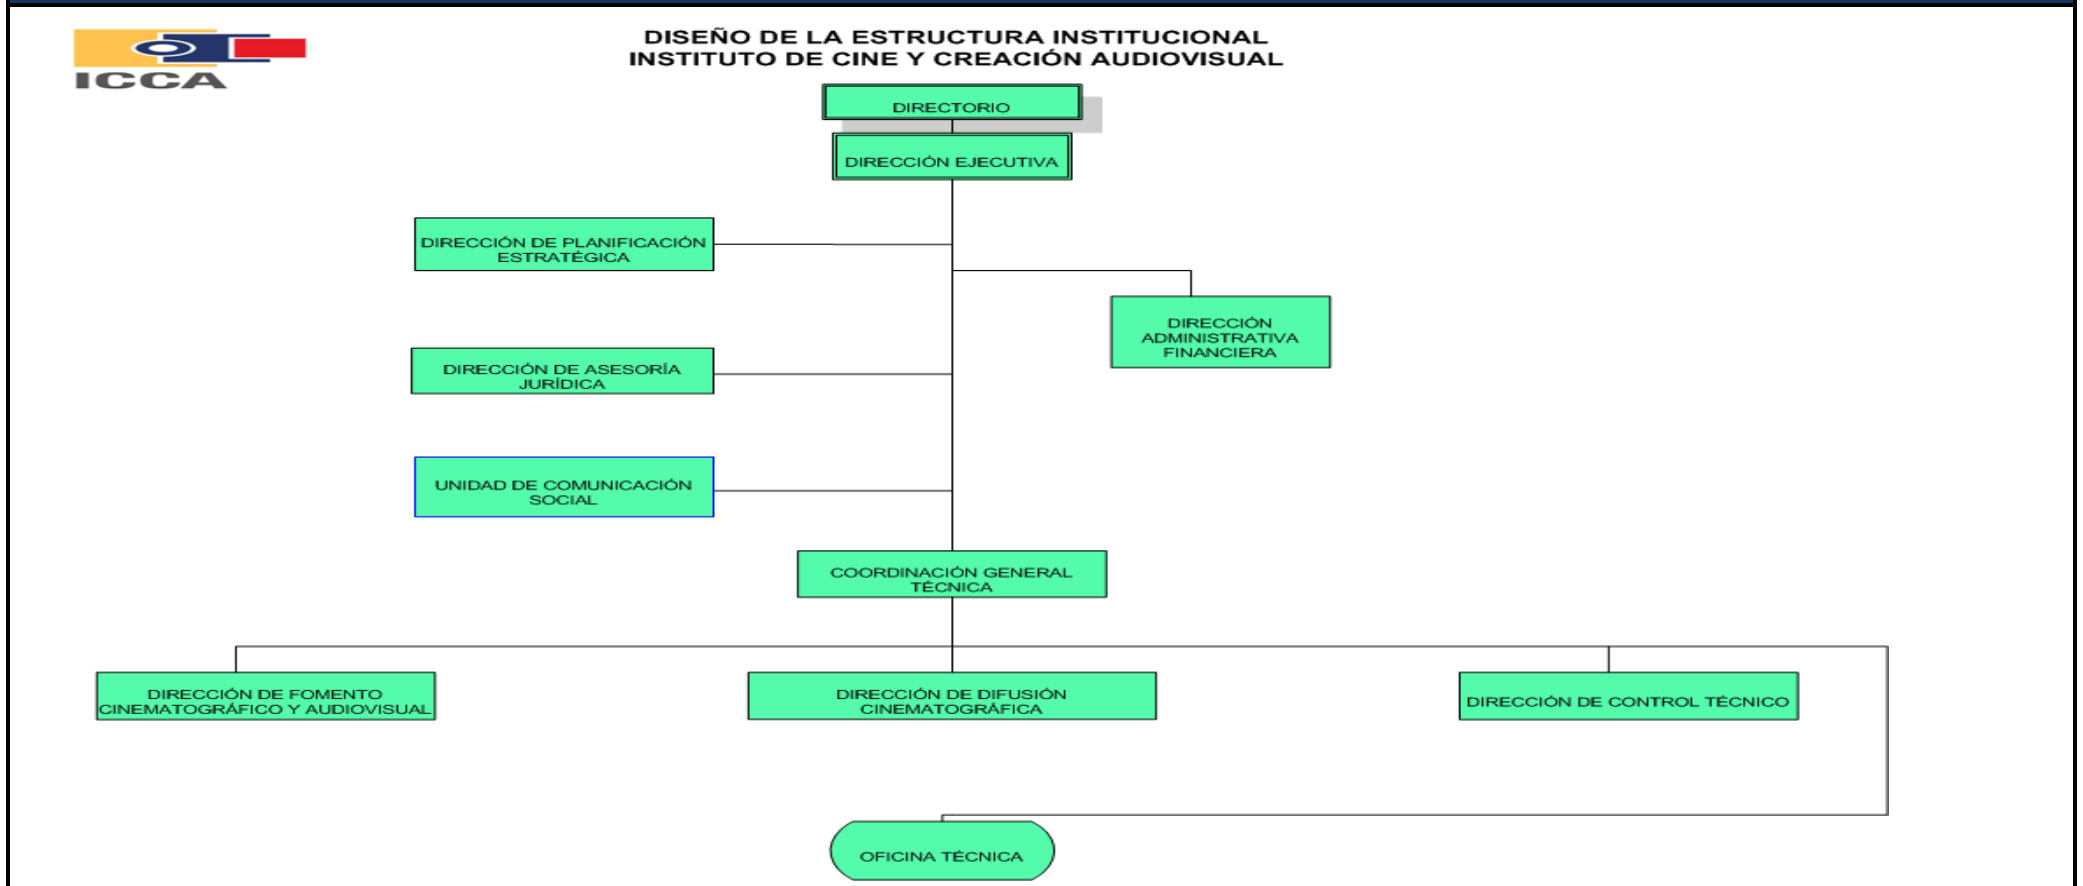 DISEÑO DE LA ESTRUCTURA INSTITUCIONAL
INSTITUTO DE CINE Y CREACIÓN AUDIOVISUAL
ICCA
DIRECTORIO
DIRECCIÓN EJECUTIVA
DIRECCIÓN DE PLANIFICACIÓN
ESTRATÉGICA
DIRECCIÓN
ADMINISTRATIVA
FINANCIERA
DIRECCIÓN DE ASESORÍA
JURÍDICA
UNIDAD DE COMUNICACIÓN
SOCIAL
COORDINACIÓN GENERAL
TÉCNICA
DIRECCIÓN DE FOMENTO
CINEMATOGRÁFICO Y AUDIOVISUAL
DIRECCIÓN DE DIFUSIÓN
CINEMATOGRÁFICA
DIRECCIÓN DE CONTROL TÉCNICO
OFICINA TÉCNICA